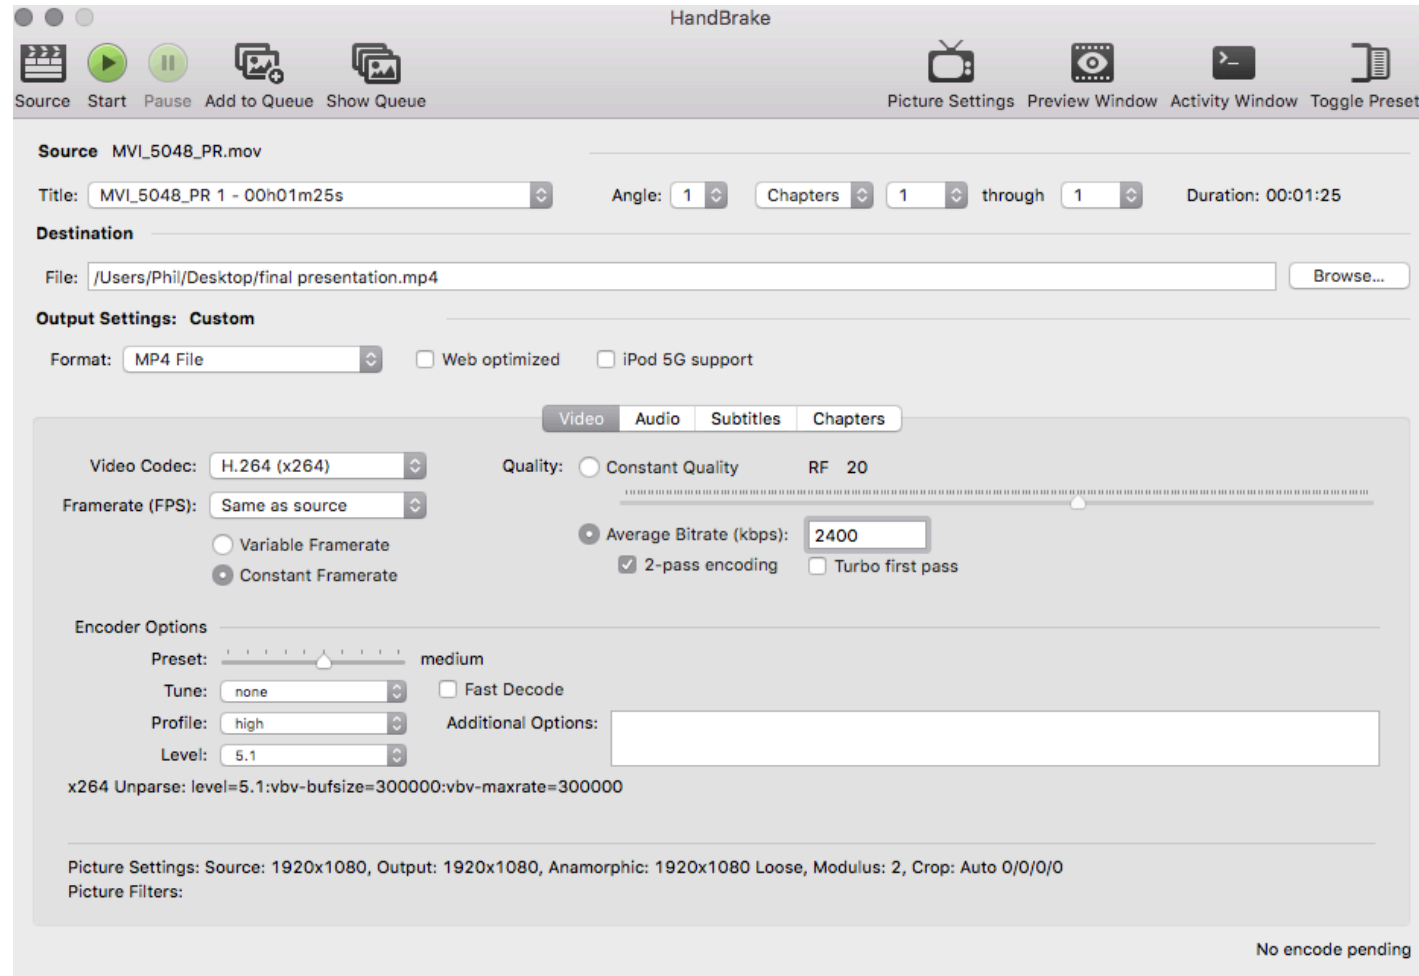 HandBrake
Source Start Pause Add to Queue Show Queue Picture Settings Preview Window Activity Window Toggle Preset
Source MVI_5048_PR.mov
Title: MVI_5048_PR 1 - 00h01m25s Angle: 1 Chapters 1 through 1 Duration: 00:01:25
Destination
File: /Users/Phil/Desktop/final presentation.mp4 Browse...
Output Settings: Custom
Format: MP4 File Web optimized iPod 5G support
Video Audio Subtitles Chapters
Video Codec: H.264 (x264) Quality: Constant Quality RF 20
Framerate (FPS): Same as source
Average Bitrate (kbps): 2400
Variable Framerate
2-pass encoding Turbo first pass
Constant Framerate
Encoder Options
Preset: medium
Tune: none Fast Decode
Profile: high Additional Options:
Level: 5.1
x264 Unparse: level=5.1:vbv-bufsize=300000:vbv-maxrate=300000
Picture Settings: Source: 1920x1080, Output: 1920x1080, Anamorphic: 1920x1080 Loose, Modulus: 2, Crop: Auto 0/0/0/0
Picture Filters:
No encode pending